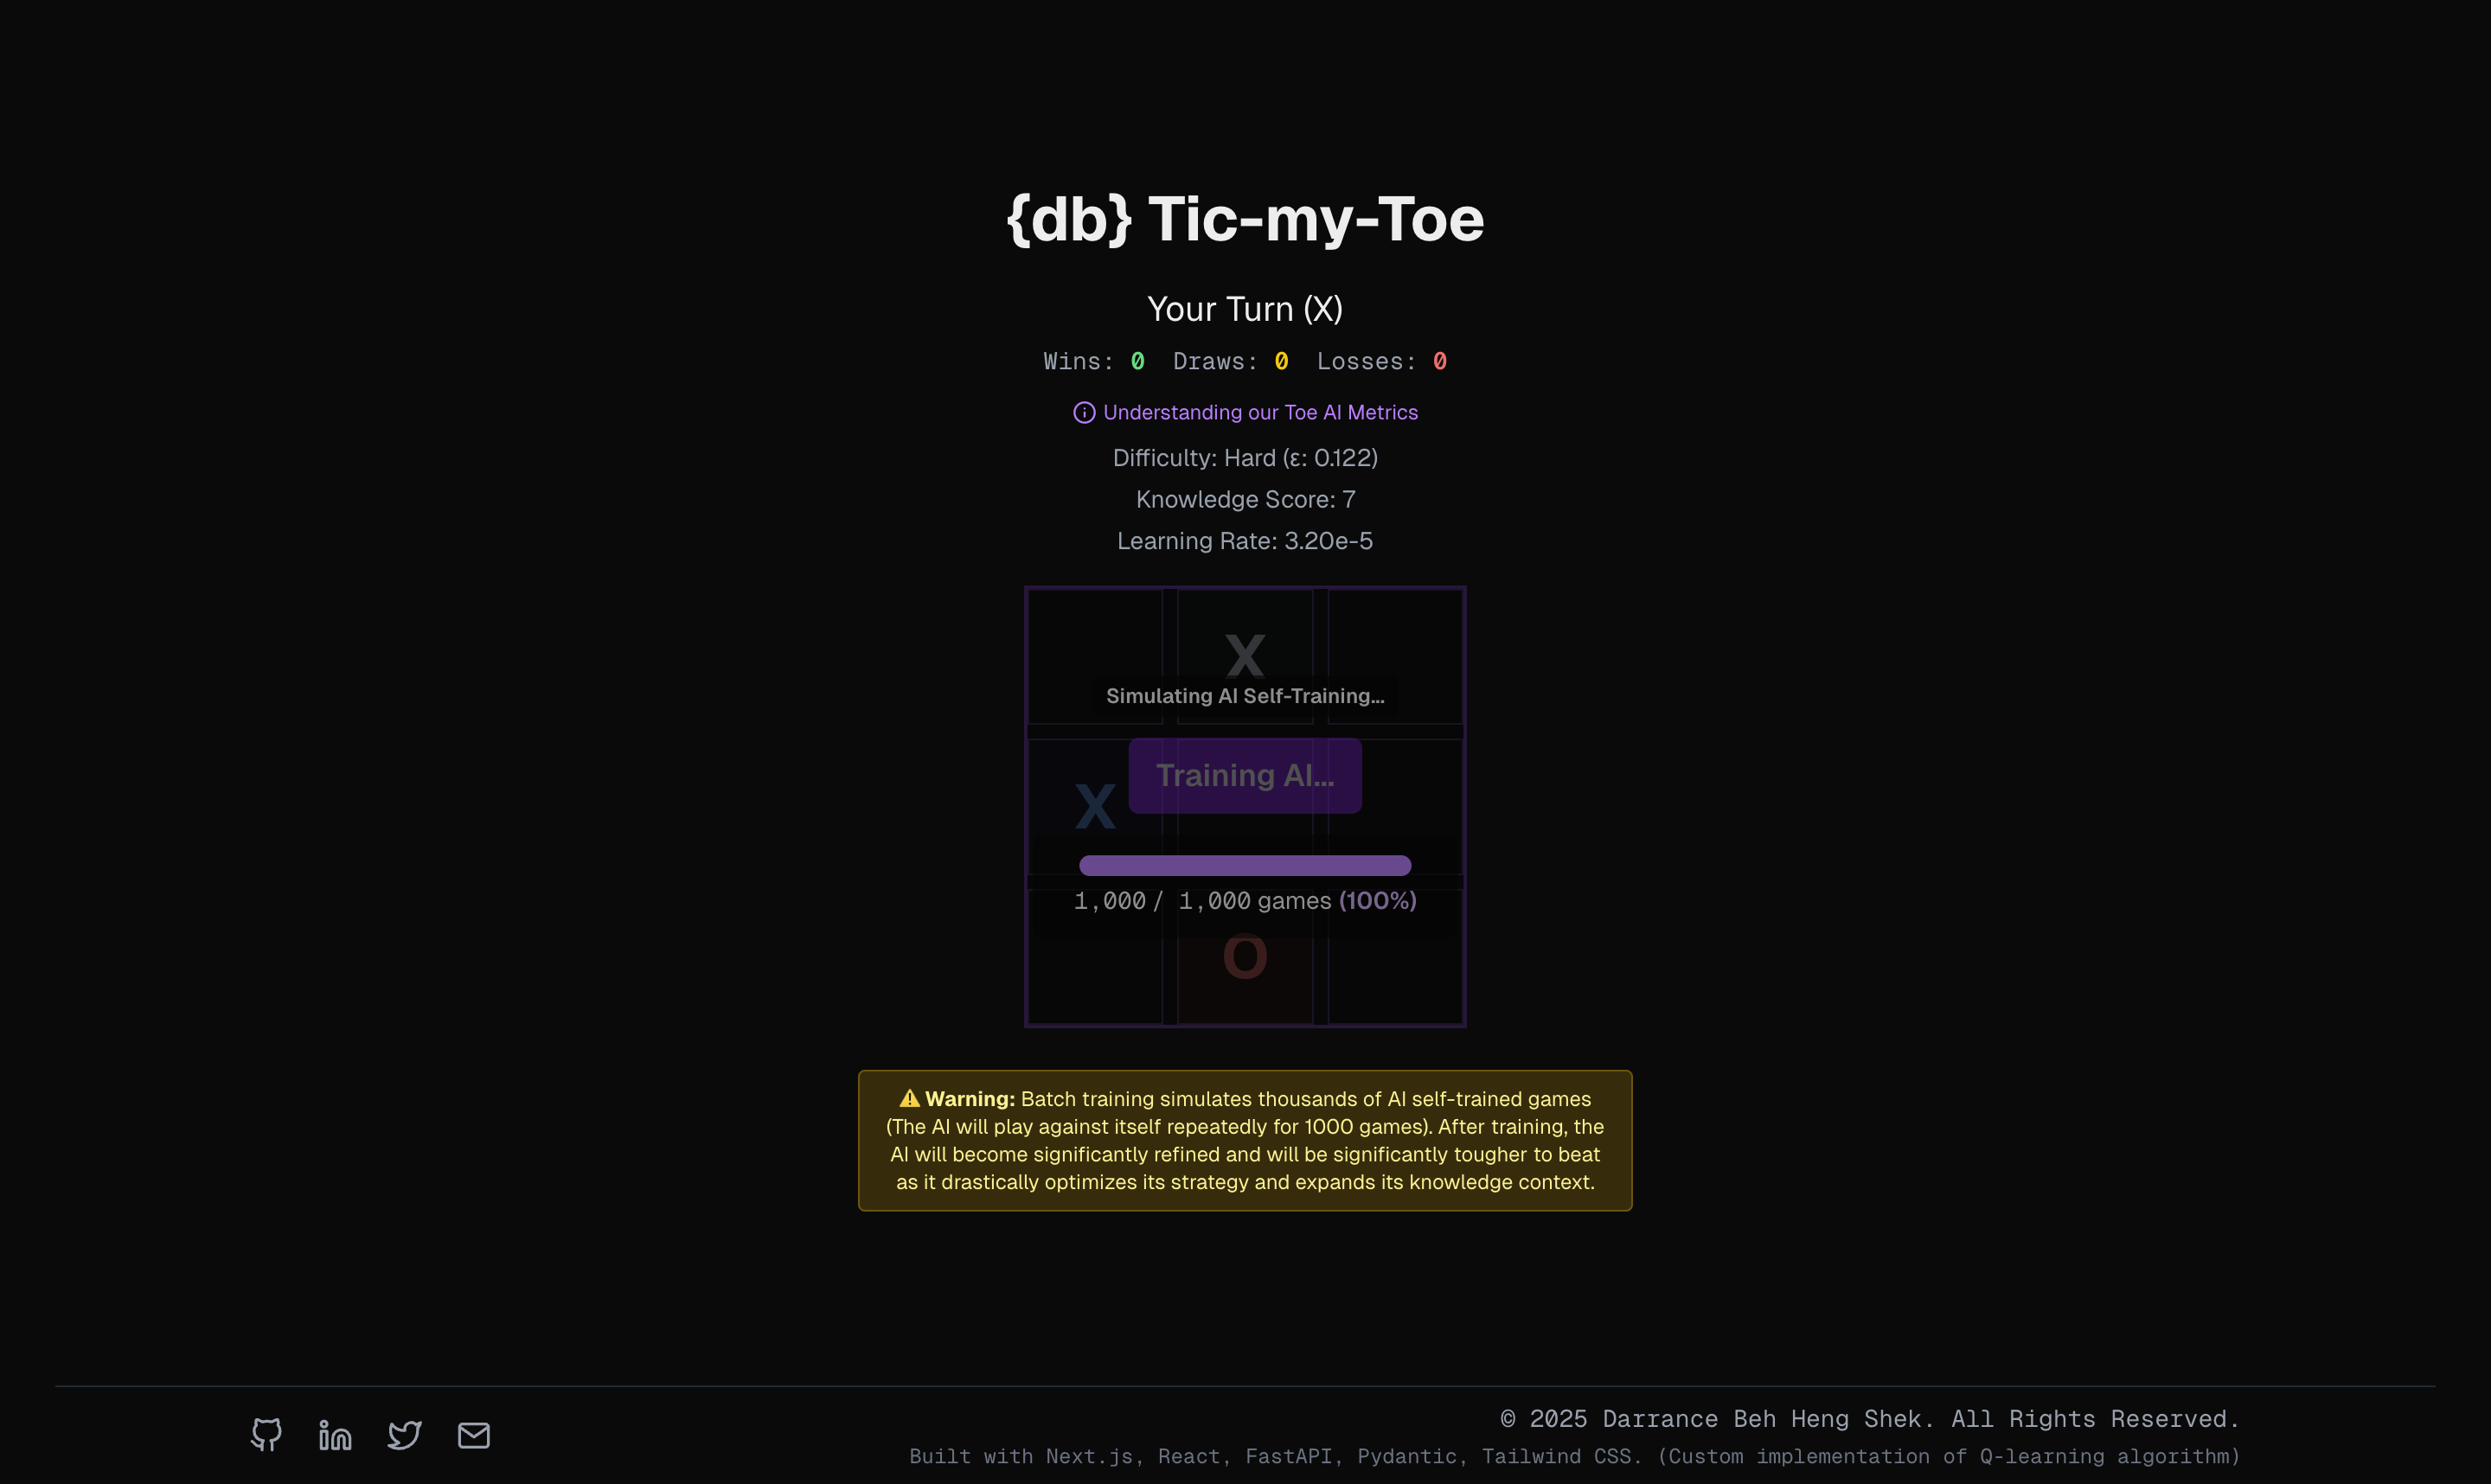 {db} Tic-my-Toe
Your Turn (X)
Wins: 0 Draws: 0 Losses: 0
Understanding our Toe AI Metrics
Difficulty: Hard (ε: 0.122)
Knowledge Score: 7
Learning Rate: 3.20e-5
X
Simulating AI Self-Training...
Training AI...
X
1,000 / 1,000 games (100%)
O
⚠️ Warning: Batch training simulates thousands of AI self-trained games
(The AI will play against itself repeatedly for 1000 games). After training, the
AI will become significantly refined and will be significantly tougher to beat
as it drastically optimizes its strategy and expands its knowledge context.
© 2025 Darrance Beh Heng Shek. All Rights Reserved.
Built with Next.js, React, FastAPI, Pydantic, Tailwind CSS. (Custom implementation of Q-learning algorithm)